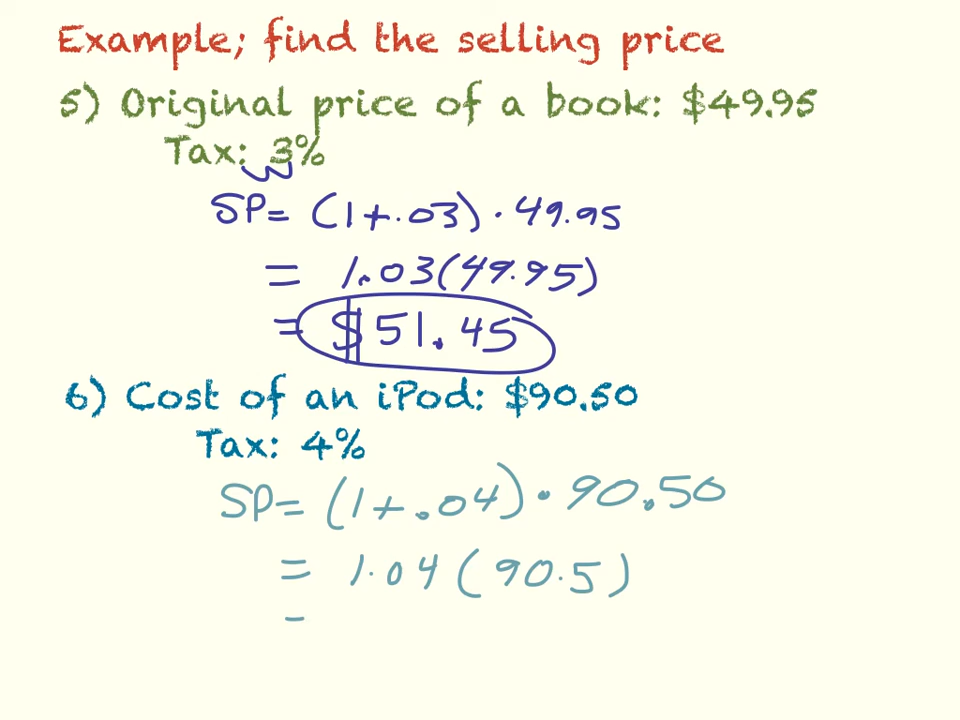 Example; find the selling price
5) Original price of a book: $49.95
Tax: 3%
SP= (1+.03) · 49.95
= 1.03(49.95)
= $51.45
6) Cost of an iPod: $90.50
Tax: 4%
SP= (1+.04) · 90.50
= 1.04 (90.5)
-